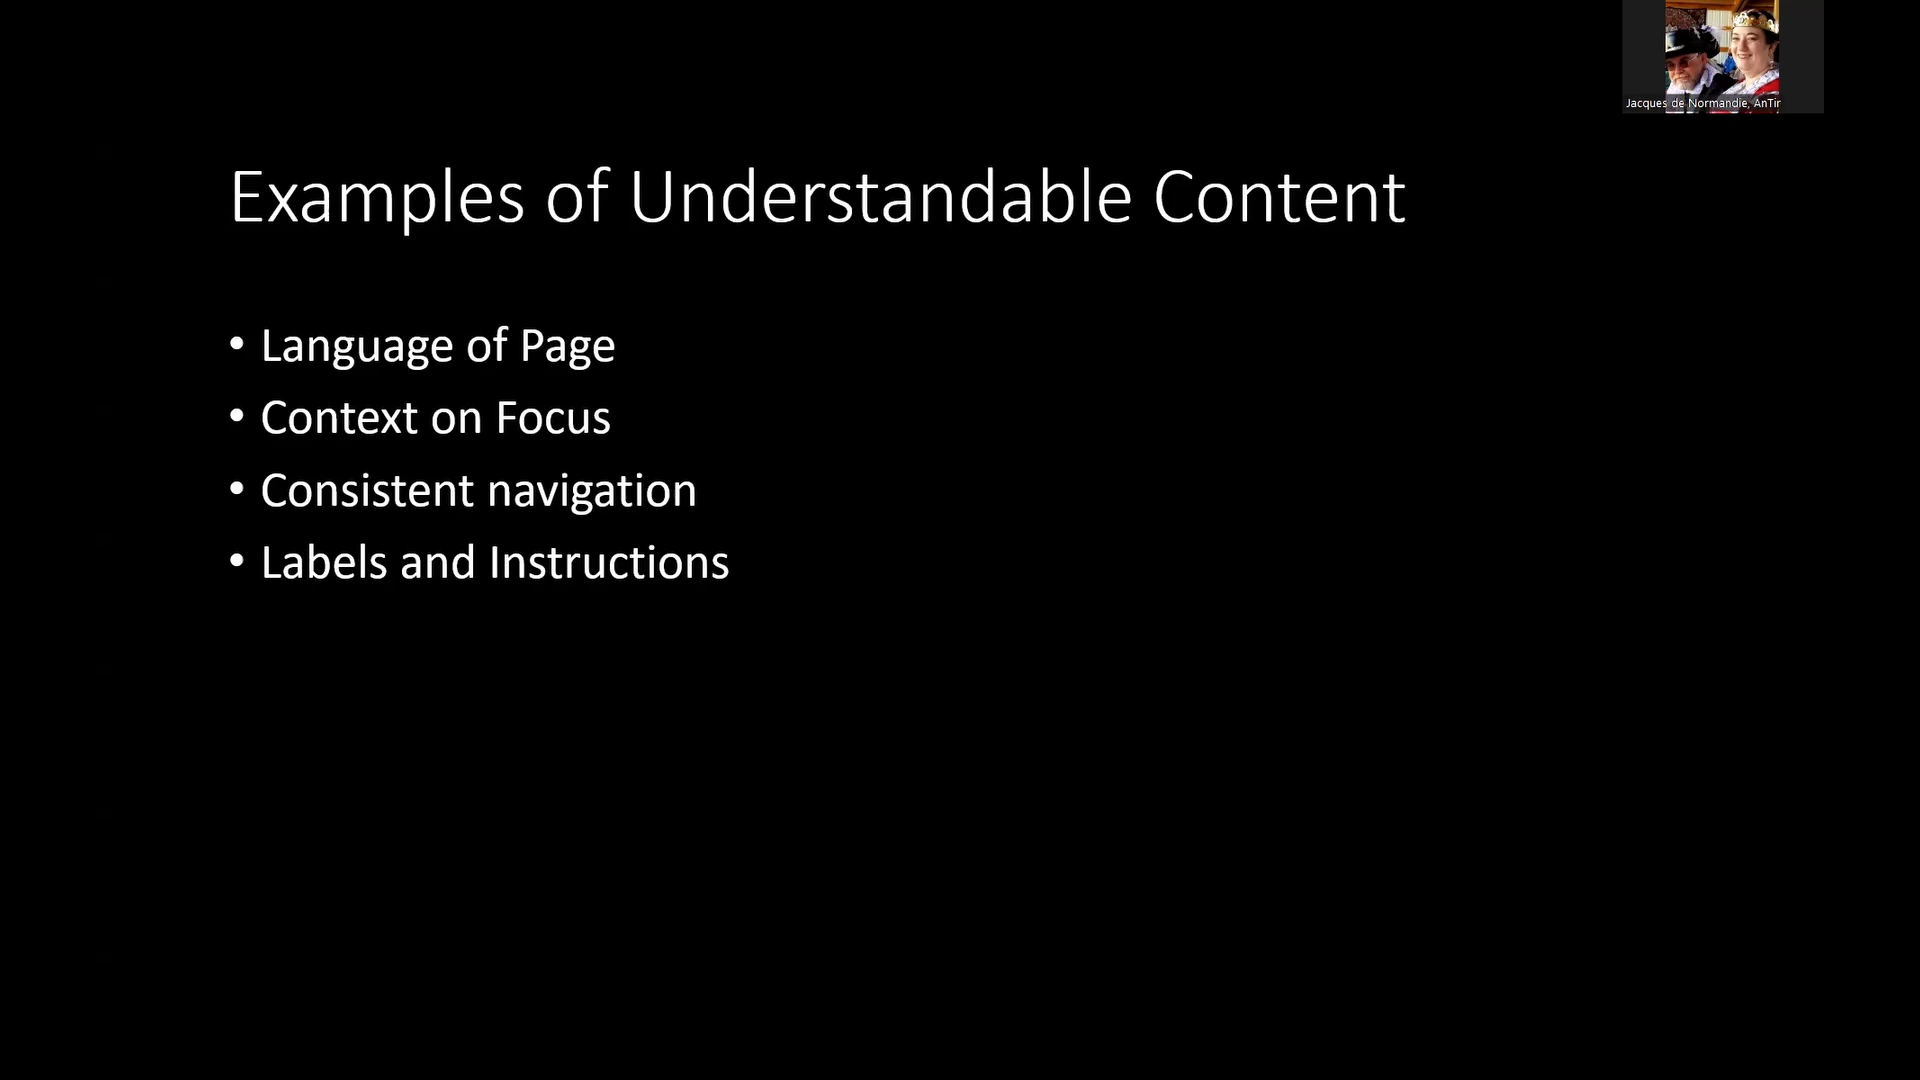 Jacques de Normandie, AnTir
Examples of Understandable Content
• Language of Page
• Context on Focus
• Consistent navigation
• Labels and Instructions